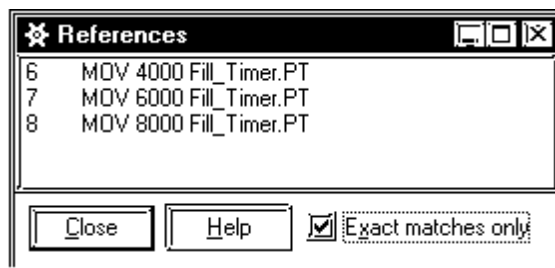 References
6 MOV 4000 Fill_Timer.PT
7 MOV 6000 Fill_Timer.PT
8 MOV 8000 Fill_Timer.PT
Close Help Exact matches only